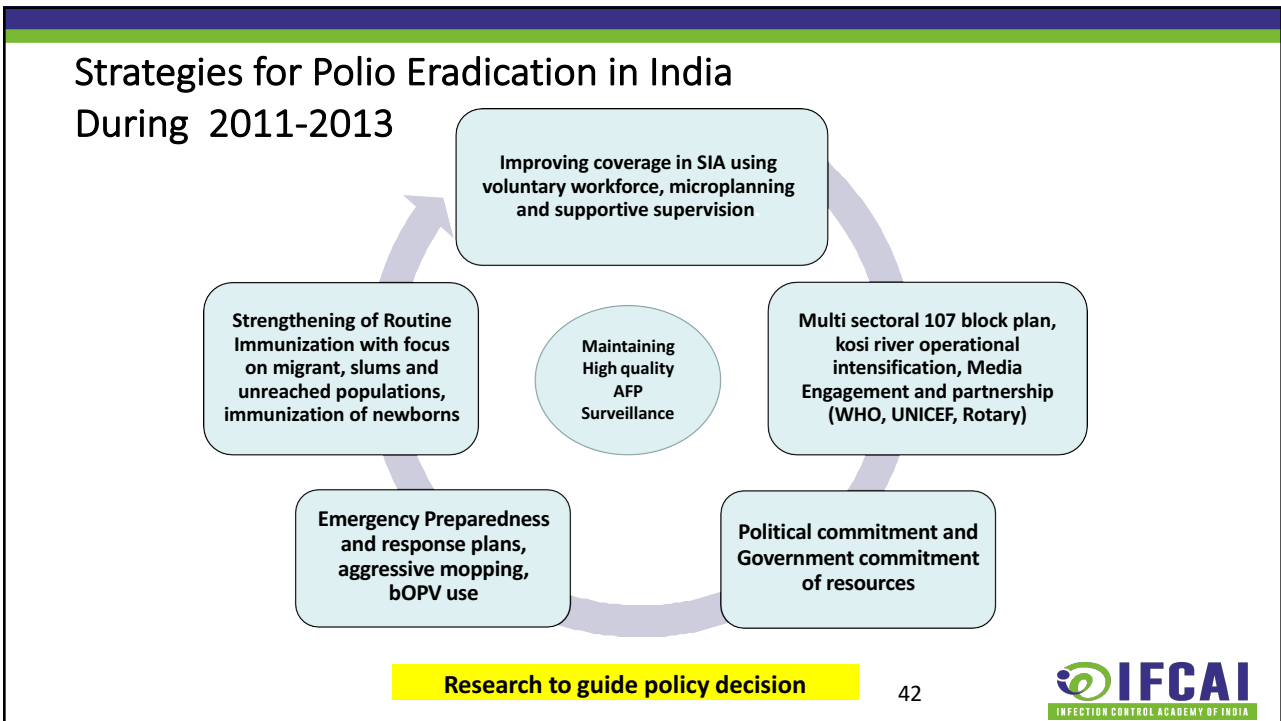 Strategies for Polio Eradication in India
During 2011-2013
Improving coverage in SIA using
voluntary workforce, microplanning
and supportive supervision.
Multi sectoral 107 block plan,
kosi river operational
intensification, Media
Engagement and partnership
(WHO, UNICEF, Rotary)
Political commitment and
Government commitment
of resources
Emergency Preparedness
and response plans,
aggressive mopping,
bOPV use
Strengthening of Routine
Immunization with focus
on migrant, slums and
unreached populations,
immunization of newborns
Maintaining
High quality
AFP
Surveillance
Research to guide policy decision
42
IFCAI
INFECTION CONTROL ACADEMY OF INDIA